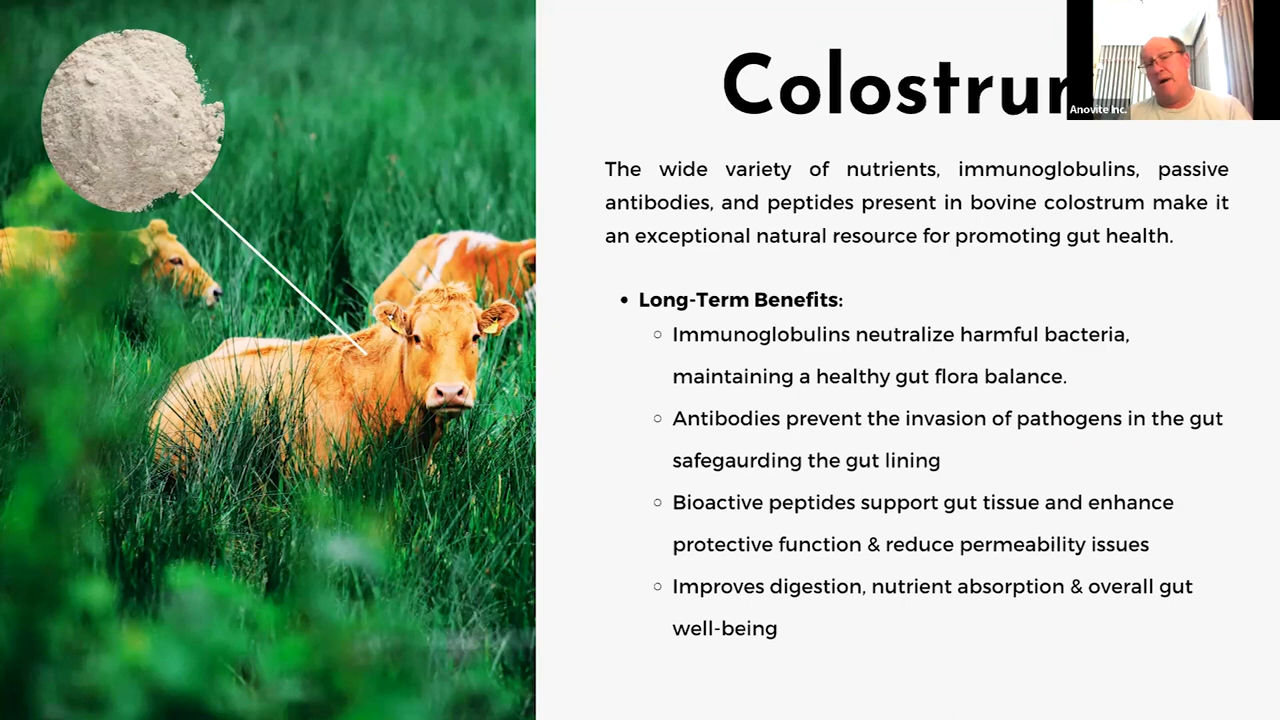 Colostrum
Anovite Inc.
The wide variety of nutrients, immunoglobulins, passive
antibodies, and peptides present in bovine colostrum make it
an exceptional natural resource for promoting gut health.
• Long-Term Benefits:
○ Immunoglobulins neutralize harmful bacteria,
maintaining a healthy gut flora balance.
○ Antibodies prevent the invasion of pathogens in the gut
safegaurding the gut lining
○ Bioactive peptides support gut tissue and enhance
protective function & reduce permeability issues
○ Improves digestion, nutrient absorption & overall gut
well-being